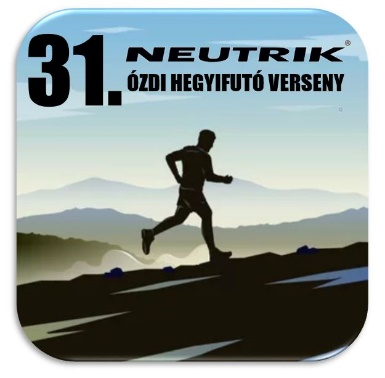 31. NEUTRIK®
ÓZDI HEGYIFUTÓ VERSENY